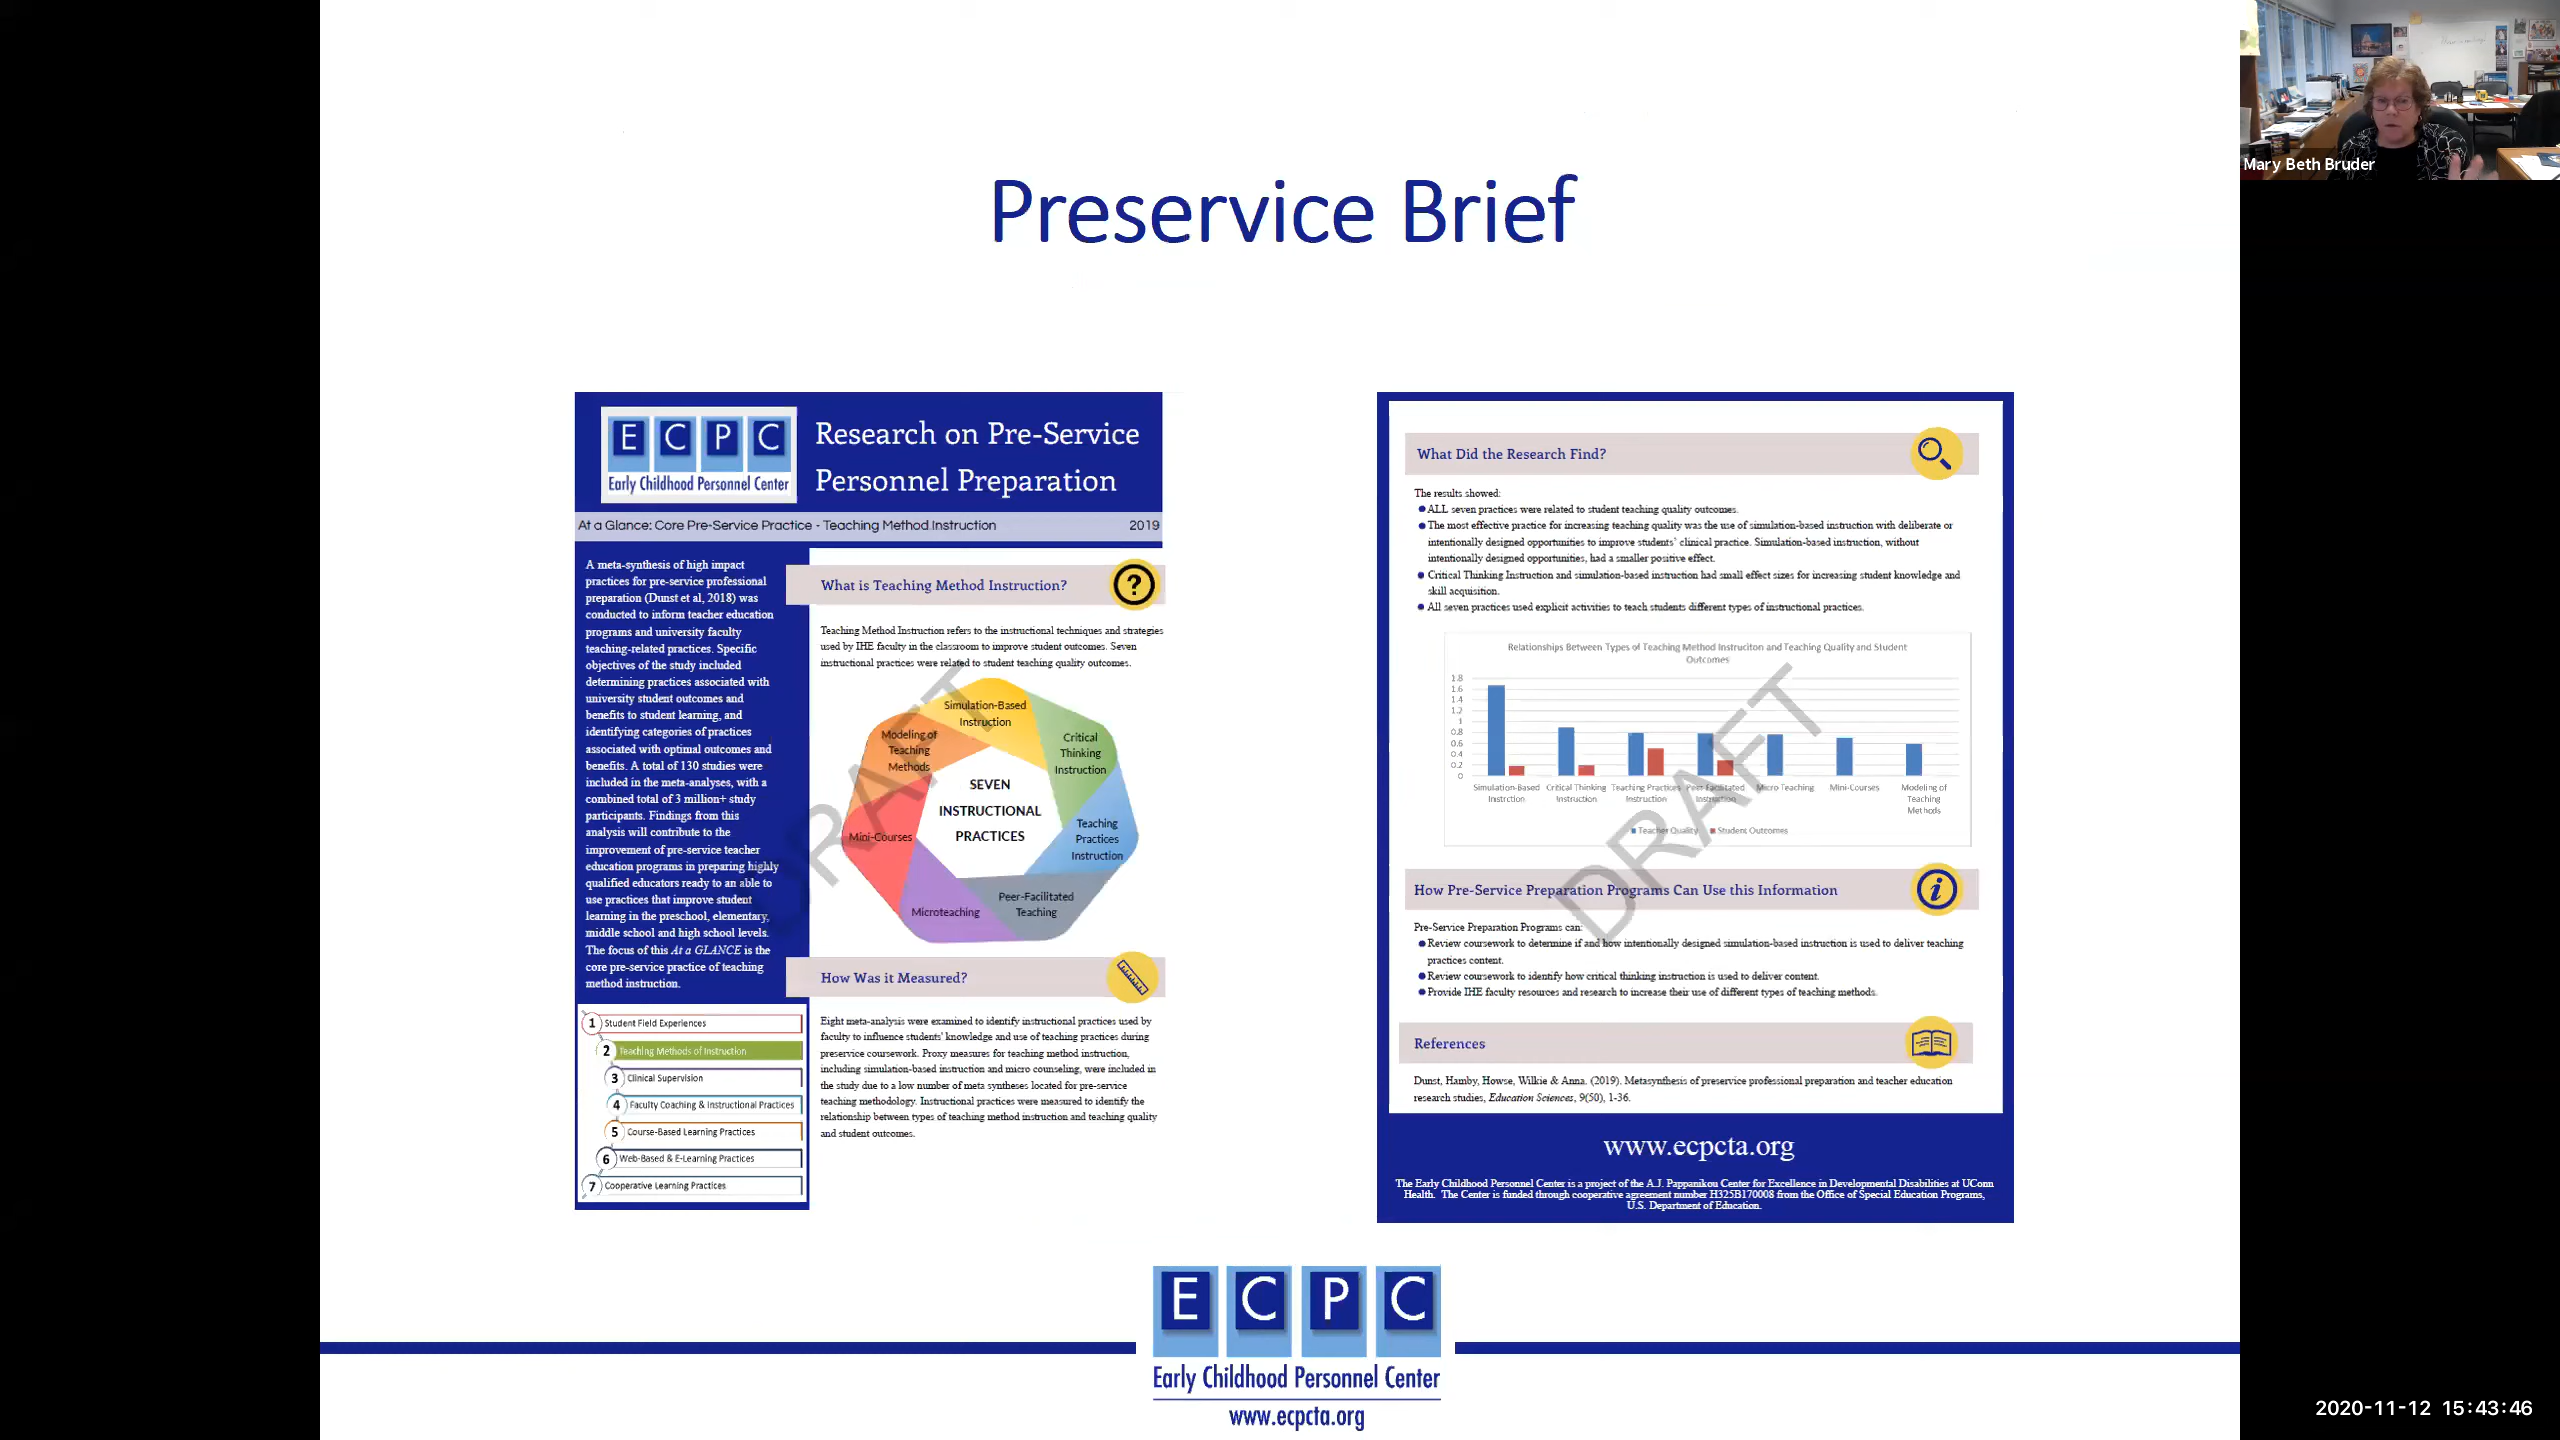 Mary Beth Bruder
Preservice Brief
E C P C
Early Childhood Personnel Center
Research on Pre-Service
Personnel Preparation
At a Glance: Core Pre-Service Practice - Teaching Method Instruction 2019
A meta-synthesis of high impact
practices for pre-service professional
preparation (Dunst et al, 2018) was
conducted to inform teacher education
programs and university faculty
teaching-related practices. Specific
objectives of the study included
determining practices associated with
university student outcomes and
benefits to student learning, and
identifying categories of practices
associated with optimal outcomes and
benefits. A total of 130 studies were
included in the meta-analyses, with a
combined total of 3 million+ study
participants. Findings from this
analysis will contribute to the
improvement of pre-service teacher
education programs in preparing highly
qualified educators ready to an able to
use practices that improve student
learning in the preschool, elementary,
middle school and high school levels.
The focus of this At a GLANCE is the
core pre-service practice of teaching
method instruction.
1 Student Field Experiences
2 Teaching Methods of Instruction
3 Clinical Supervision
4 Faculty Coaching & Instructional Practices
5 Course-Based Learning Practices
6 Web-Based & E-Learning Practices
7 Cooperative Learning Practices
What is Teaching Method Instruction?
?
Teaching Method Instruction refers to the instructional techniques and strategies
used by IHE faculty in the classroom to improve student outcomes. Seven
instructional practices were related to student teaching quality outcomes.
Simulation-Based
Instruction
Critical
Thinking
Instruction
Teaching
Practices
Instruction
Peer-Facilitated
Teaching
Microteaching
Mini-Courses
Modeling of
Teaching
Methods
SEVEN
INSTRUCTIONAL
PRACTICES
DRAFT
How Was it Measured?
Eight meta-analysis were examined to identify instructional practices used by
faculty to influence students' knowledge and use of teaching practices during
preservice coursework. Proxy measures for teaching method instruction,
including simulation-based instruction and micro counseling, were included in
the study due to a low number of meta syntheses located for pre-service
teaching methodology. Instructional practices were measured to identify the
relationship between types of teaching method instruction and teaching quality
and student outcomes.
What Did the Research Find?
The results showed:
ALL seven practices were related to student teaching quality outcomes.
The most effective practice for increasing teaching quality was the use of simulation-based instruction with deliberate or
intentionally designed opportunities to improve students' clinical practice. Simulation-based instruction, without
intentionally designed opportunities, had a smaller positive effect.
Critical Thinking Instruction and simulation-based instruction had small effect sizes for increasing student knowledge and
skill acquisition.
All seven practices used explicit activities to teach students different types of instructional practices.
Relationships Between Types of Teaching Method Instruciton and Teaching Quality and Student
Outcomes
1.8
1.6
1.4
1.2
1
0.8
0.6
0.4
0.2
0
Simulation-Based Critical Thinking Teaching Practices Peer-Facilitated Micro Teaching Mini-Courses Modeling of
Instrction Instruction Instruction Instruction Teaching
Methods
Teacher Quality Student Outcomes
DRAFT
How Pre-Service Preparation Programs Can Use this Information
i
Pre-Service Preparation Programs can:
Review coursework to determine if and how intentionally designed simulation-based instruction is used to deliver teaching
practices content.
Review coursework to identify how critical thinking instruction is used to deliver content.
Provide IHE faculty resources and research to increase their use of different types of teaching methods.
References
Dunst, Hamby, Howse, Wilkie & Anna. (2019). Metasynthesis of preservice professional preparation and teacher education
research studies, Education Sciences, 9(50), 1-36.
www.ecpcta.org
The Early Childhood Personnel Center is a project of the A.J. Pappanikou Center for Excellence in Developmental Disabilities at UConn
Health. The Center is funded through cooperative agreement number H325B170008 from the Office of Special Education Programs,
U.S. Department of Education.
E C P C
Early Childhood Personnel Center
www.ecpcta.org
2020-11-12 15:43:46